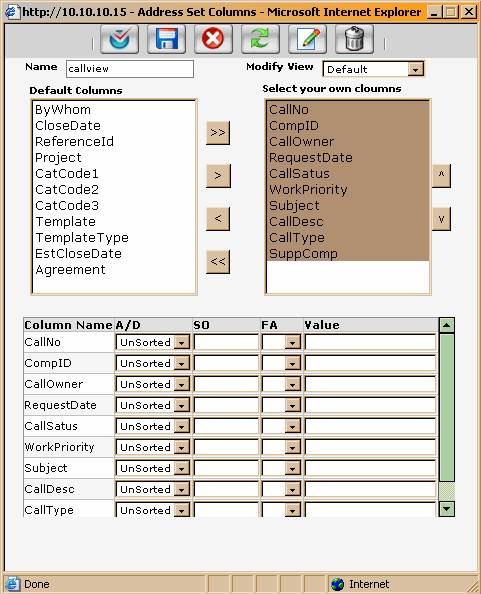 http://10.10.10.15 - Address Set Columns - Microsoft Internet Explorer
Name callview Modify View Default
Default Columns Select your own cloumns
ByWhom
CloseDate
ReferenceId
Project
CatCode1
CatCode2
CatCode3
Template
TemplateType
EstCloseDate
Agreement
>>
>
<
<<
CallNo
CompID
CallOwner
RequestDate
CallSatus
WorkPriority
Subject
CallDesc
CallType
SuppComp
^
v
Column Name A/D SO FA Value
CallNo UnSorted
CompID UnSorted
CallOwner UnSorted
RequestDate UnSorted
CallSatus UnSorted
WorkPriority UnSorted
Subject UnSorted
CallDesc UnSorted
CallType UnSorted
Done Internet